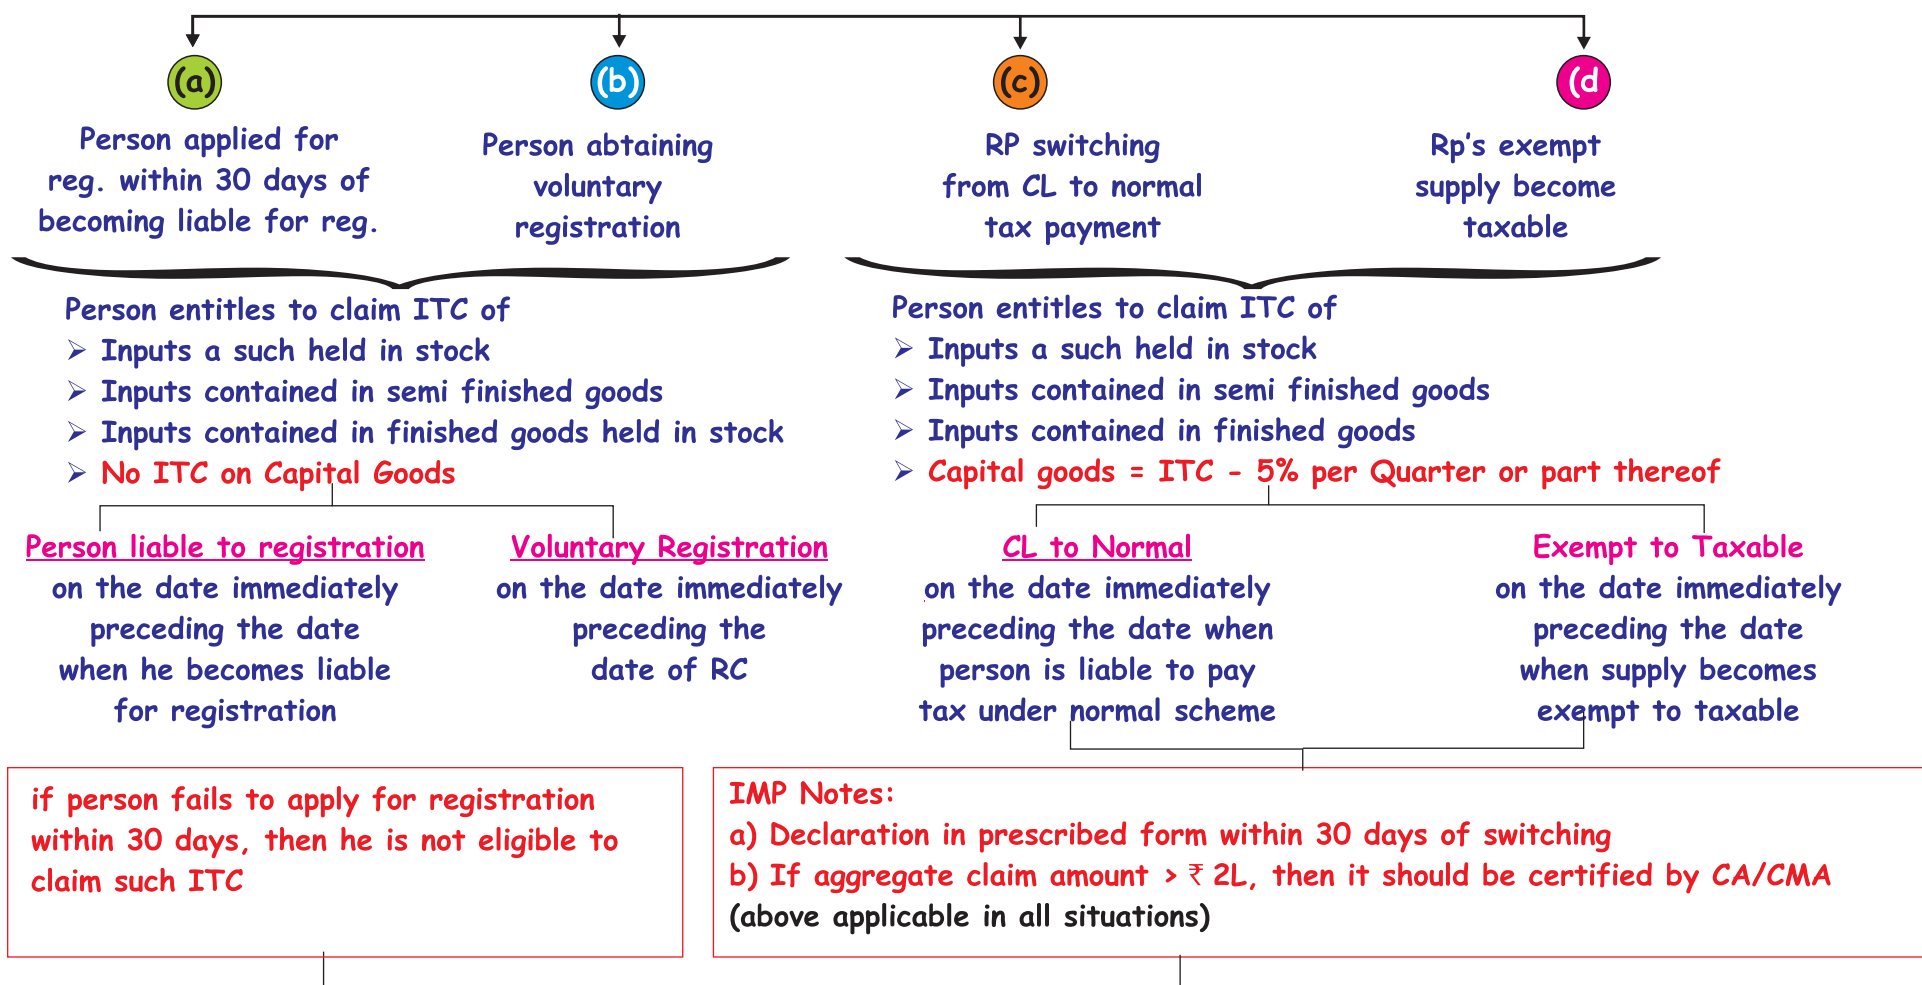 (a)
Person applied for
reg. within 30 days of
becoming liable for reg.
(b)
Person abtaining
voluntary
registration
(c)
RP switching
from CL to normal
tax payment
(d
Rp's exempt
supply become
taxable
Person entitles to claim ITC of
➢ Inputs a such held in stock
➢ Inputs contained in semi finished goods
➢ Inputs contained in finished goods held in stock
➢ No ITC on Capital Goods
Person entitles to claim ITC of
➢ Inputs a such held in stock
➢ Inputs contained in semi finished goods
➢ Inputs contained in finished goods
➢ Capital goods = ITC - 5% per Quarter or part thereof
Person liable to registration
on the date immediately
preceding the date
when he becomes liable
for registration
Voluntary Registration
on the date immediately
preceding the
date of RC
CL to Normal
on the date immediately
preceding the date when
person is liable to pay
tax under normal scheme
Exempt to Taxable
on the date immediately
preceding the date
when supply becomes
exempt to taxable
if person fails to apply for registration
within 30 days, then he is not eligible to
claim such ITC
IMP Notes:
a) Declaration in prescribed form within 30 days of switching
b) If aggregate claim amount > ₹ 2L, then it should be certified by CA/CMA
(above applicable in all situations)